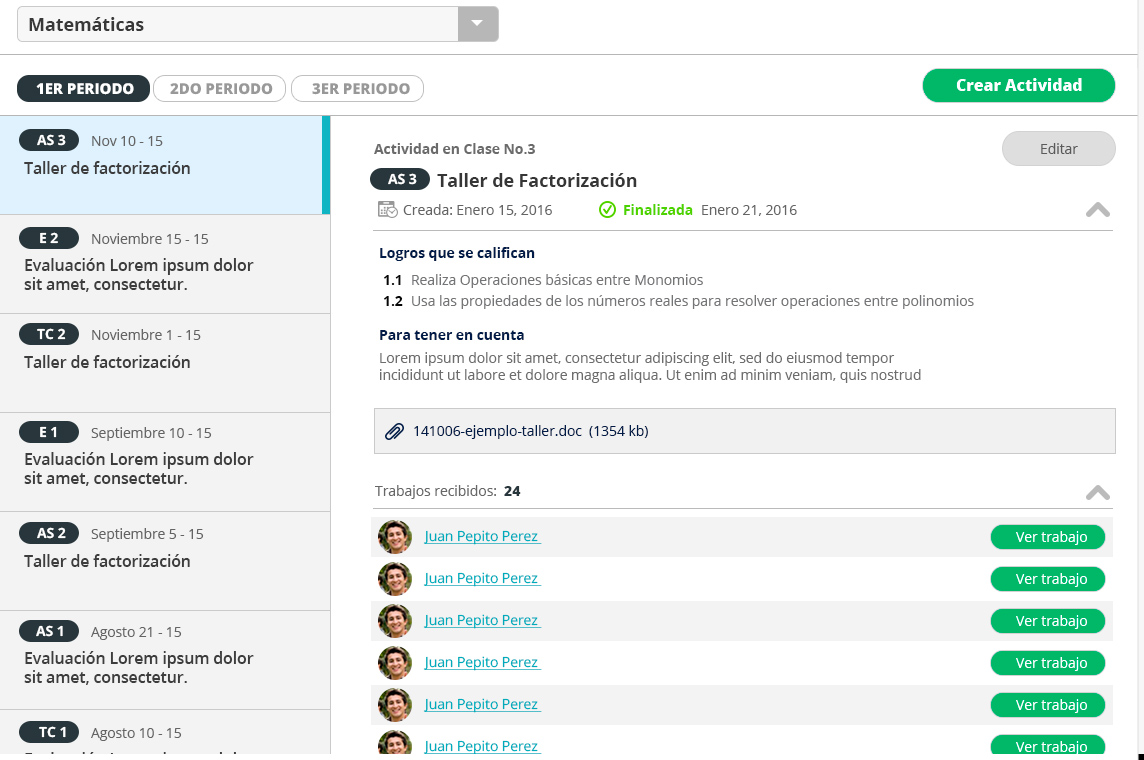 Matemáticas
1ER PERIODO 2DO PERIODO 3ER PERIODO
Crear Actividad
AS 3 Nov 10 - 15
Taller de factorización
E 2 Noviembre 15 - 15
Evaluación Lorem ipsum dolor
sit amet, consectetur.
TC 2 Noviembre 1 - 15
Taller de factorización
E 1 Septiembre 10 - 15
Evaluación Lorem ipsum dolor
sit amet, consectetur.
AS 2 Septiembre 5 - 15
Taller de factorización
AS 1 Agosto 21 - 15
Evaluación Lorem ipsum dolor
sit amet, consectetur.
TC 1 Agosto 10 - 15
Actividad en Clase No.3
Editar
AS 3 Taller de Factorización
Creada: Enero 15, 2016 Finalizada Enero 21, 2016
Logros que se califican
1.1 Realiza Operaciones básicas entre Monomios
1.2 Usa las propiedades de los números reales para resolver operaciones entre polinomios
Para tener en cuenta
Lorem ipsum dolor sit amet, consectetur adipiscing elit, sed do eiusmod tempor
incididunt ut labore et dolore magna aliqua. Ut enim ad minim veniam, quis nostrud
141006-ejemplo-taller.doc (1354 kb)
Trabajos recibidos: 24
Juan Pepito Perez Ver trabajo
Juan Pepito Perez Ver trabajo
Juan Pepito Perez Ver trabajo
Juan Pepito Perez Ver trabajo
Juan Pepito Perez Ver trabajo
Juan Pepito Perez Ver trabajo